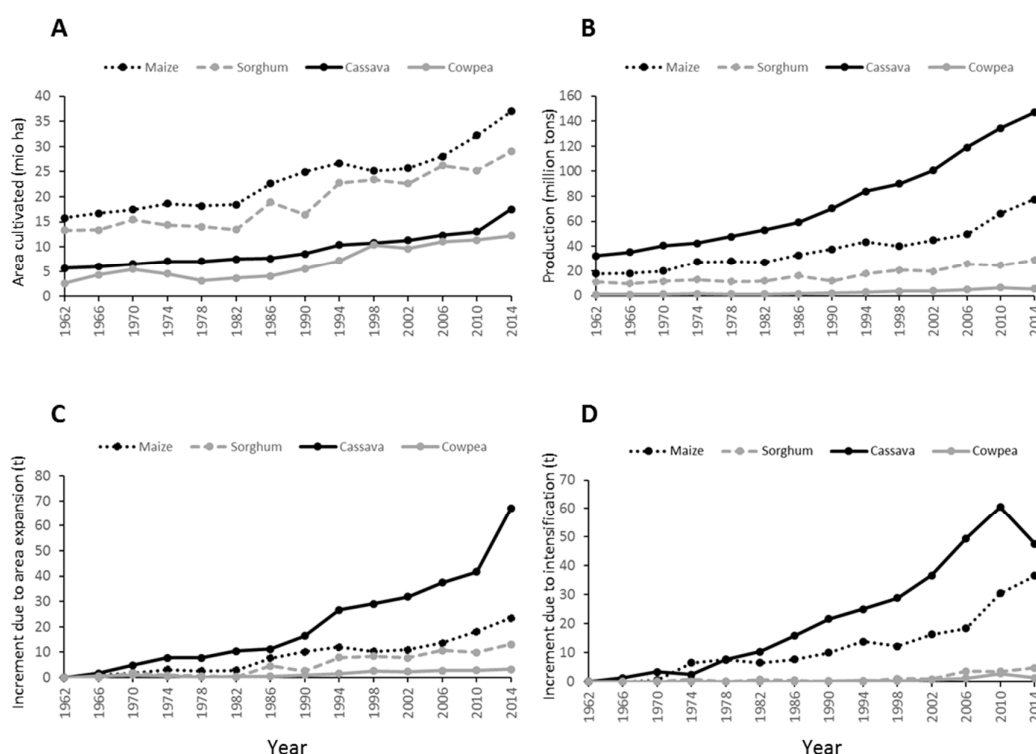 A
Maize Sorghum Cassava Cowpea
Area cultivated (mio ha)
40
35
30
25
20
15
10
5
0
1962 1966 1970 1974 1978 1982 1986 1990 1994 1998 2002 2006 2010 2014
B
Maize Sorghum Cassava Cowpea
Production (million tons)
160
140
120
100
80
60
40
20
0
1962 1966 1970 1974 1978 1982 1986 1990 1994 1998 2002 2006 2010 2014
C
Maize Sorghum Cassava Cowpea
Increment due to area expansion (t)
80
70
60
50
40
30
20
10
0
1962 1966 1970 1974 1978 1982 1986 1990 1994 1998 2002 2006 2010 2014
Year
D
Maize Sorghum Cassava Cowpea
Increment due to intensification (t)
70
60
50
40
30
20
10
0
1962 1966 1970 1974 1978 1982 1986 1990 1994 1998 2002 2006 2010 2014
Year